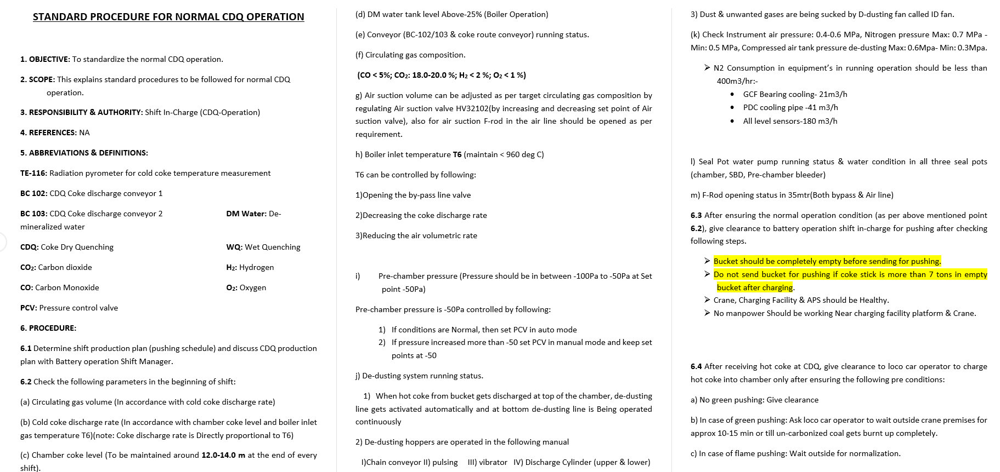 STANDARD PROCEDURE FOR NORMAL CDQ OPERATION
1. OBJECTIVE: To standardize the normal CDQ operation.
2. SCOPE: This explains standard procedures to be followed for normal CDQ
operation.
3. RESPONSIBILITY & AUTHORITY: Shift In-Charge (CDQ-Operation)
4. REFERENCES: NA
5. ABBREVIATIONS & DEFINITIONS:
TE-116: Radiation pyrometer for cold coke temperature measurement
BC 102: CDQ Coke discharge conveyor 1
BC 103: CDQ Coke discharge conveyor 2 DM Water: De-
mineralized water
CDQ: Coke Dry Quenching WQ: Wet Quenching
CO₂: Carbon dioxide H₂: Hydrogen
CO: Carbon Monoxide O₂: Oxygen
PCV: Pressure control valve
6. PROCEDURE:
6.1 Determine shift production plan (pushing schedule) and discuss CDQ production
plan with Battery operation Shift Manager.
6.2 Check the following parameters in the beginning of shift:
(a) Circulating gas volume (In accordance with cold coke discharge rate)
(b) Cold coke discharge rate (In accordance with chamber coke level and boiler inlet
gas temperature T6)(note: Coke discharge rate is Directly proportional to T6)
(c) Chamber coke level (To be maintained around 12.0-14.0 m at the end of every
shift).
(d) DM water tank level Above-25% (Boiler Operation)
(e) Conveyor (BC-102/103 & coke route conveyor) running status.
(f) Circulating gas composition.
(CO < 5%; CO₂: 18.0-20.0 %; H₂ < 2 %; O₂ < 1 %)
g) Air suction volume can be adjusted as per target circulating gas composition by
regulating Air suction valve HV32102(by increasing and decreasing set point of Air
suction valve), also for air suction F-rod in the air line should be opened as per
requirement.
h) Boiler inlet temperature T6 (maintain < 960 deg C)
T6 can be controlled by following:
1)Opening the by-pass line valve
2)Decreasing the coke discharge rate
3)Reducing the air volumetric rate
i) Pre-chamber pressure (Pressure should be in between -100Pa to -50Pa at Set
point -50Pa)
Pre-chamber pressure is -50Pa controlled by following:
1) If conditions are Normal, then set PCV in auto mode
2) If pressure increased more than -50 set PCV in manual mode and keep set
points at -50
j) De-dusting system running status.
1) When hot coke from bucket gets discharged at top of the chamber, de-dusting
line gets activated automatically and at bottom de-dusting line is Being operated
continuously
2) De-dusting hoppers are operated in the following manual
I)Chain conveyor II) pulsing III) vibrator IV) Discharge Cylinder (upper & lower)
3) Dust & unwanted gases are being sucked by D-dusting fan called ID fan.
(k) Check Instrument air pressure: 0.4-0.6 MPa, Nitrogen pressure Max: 0.7 MPa -
Min: 0.5 MPa, Compressed air tank pressure de-dusting Max: 0.6Mpa- Min: 0.3Mpa.
➢ N2 Consumption in equipment's in running operation should be less than
400m3/hr:-
• GCF Bearing cooling- 21m3/h
• PDC cooling pipe -41 m3/h
• All level sensors-180 m3/h
l) Seal Pot water pump running status & water condition in all three seal pots
(chamber, SBD, Pre-chamber bleeder)
m) F-Rod opening status in 35mtr(Both bypass & Air line)
6.3 After ensuring the normal operation condition (as per above mentioned point
6.2), give clearance to battery operation shift in-charge for pushing after checking
following steps.
➢ Bucket should be completely empty before sending for pushing.
➢ Do not send bucket for pushing if coke stick is more than 7 tons in empty
bucket after charging.
➢ Crane, Charging Facility & APS should be Healthy.
➢ No manpower Should be working Near charging facility platform & Crane.
6.4 After receiving hot coke at CDQ, give clearance to loco car operator to charge
hot coke into chamber only after ensuring the following pre conditions:
a) No green pushing: Give clearance
b) In case of green pushing: Ask loco car operator to wait outside crane premises for
approx 10-15 min or till un-carbonized coal gets burnt up completely.
c) In case of flame pushing: Wait outside for normalization.